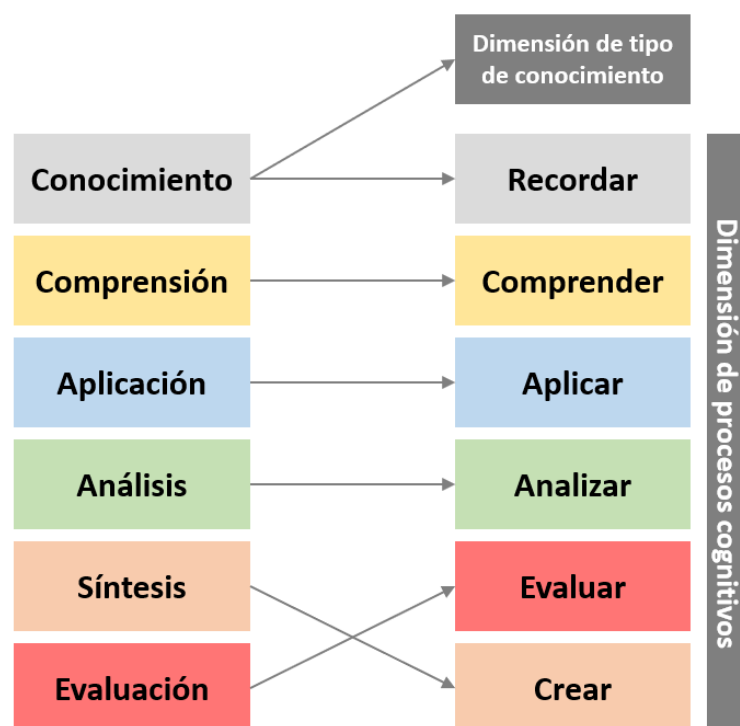 Dimensión de tipo
de conocimiento
Conocimiento
Recordar
Comprensión
Comprender
Aplicación
Aplicar
Análisis
Analizar
Síntesis
Evaluar
Evaluación
Crear
Dimensión de procesos cognitivos